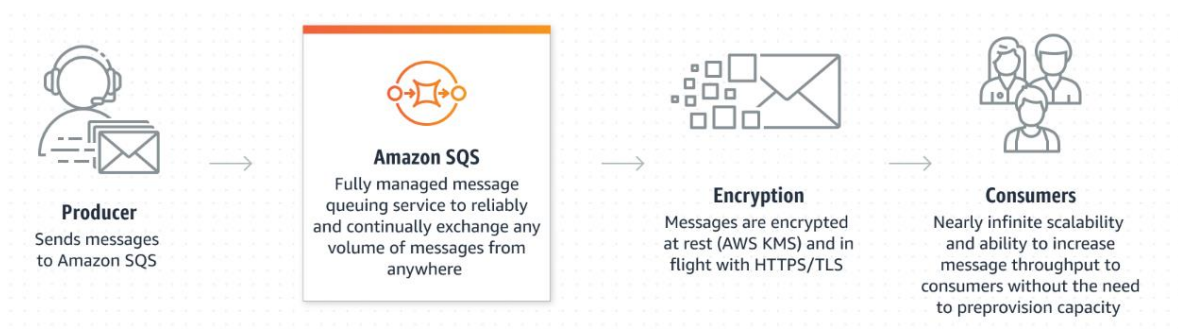 Producer
Sends messages
to Amazon SQS
Amazon SQS
Fully managed message
queuing service to reliably
and continually exchange any
volume of messages from
anywhere
Encryption
Messages are encrypted
at rest (AWS KMS) and in
flight with HTTPS/TLS
Consumers
Nearly infinite scalability
and ability to increase
message throughput to
consumers without the need
to preprovision capacity